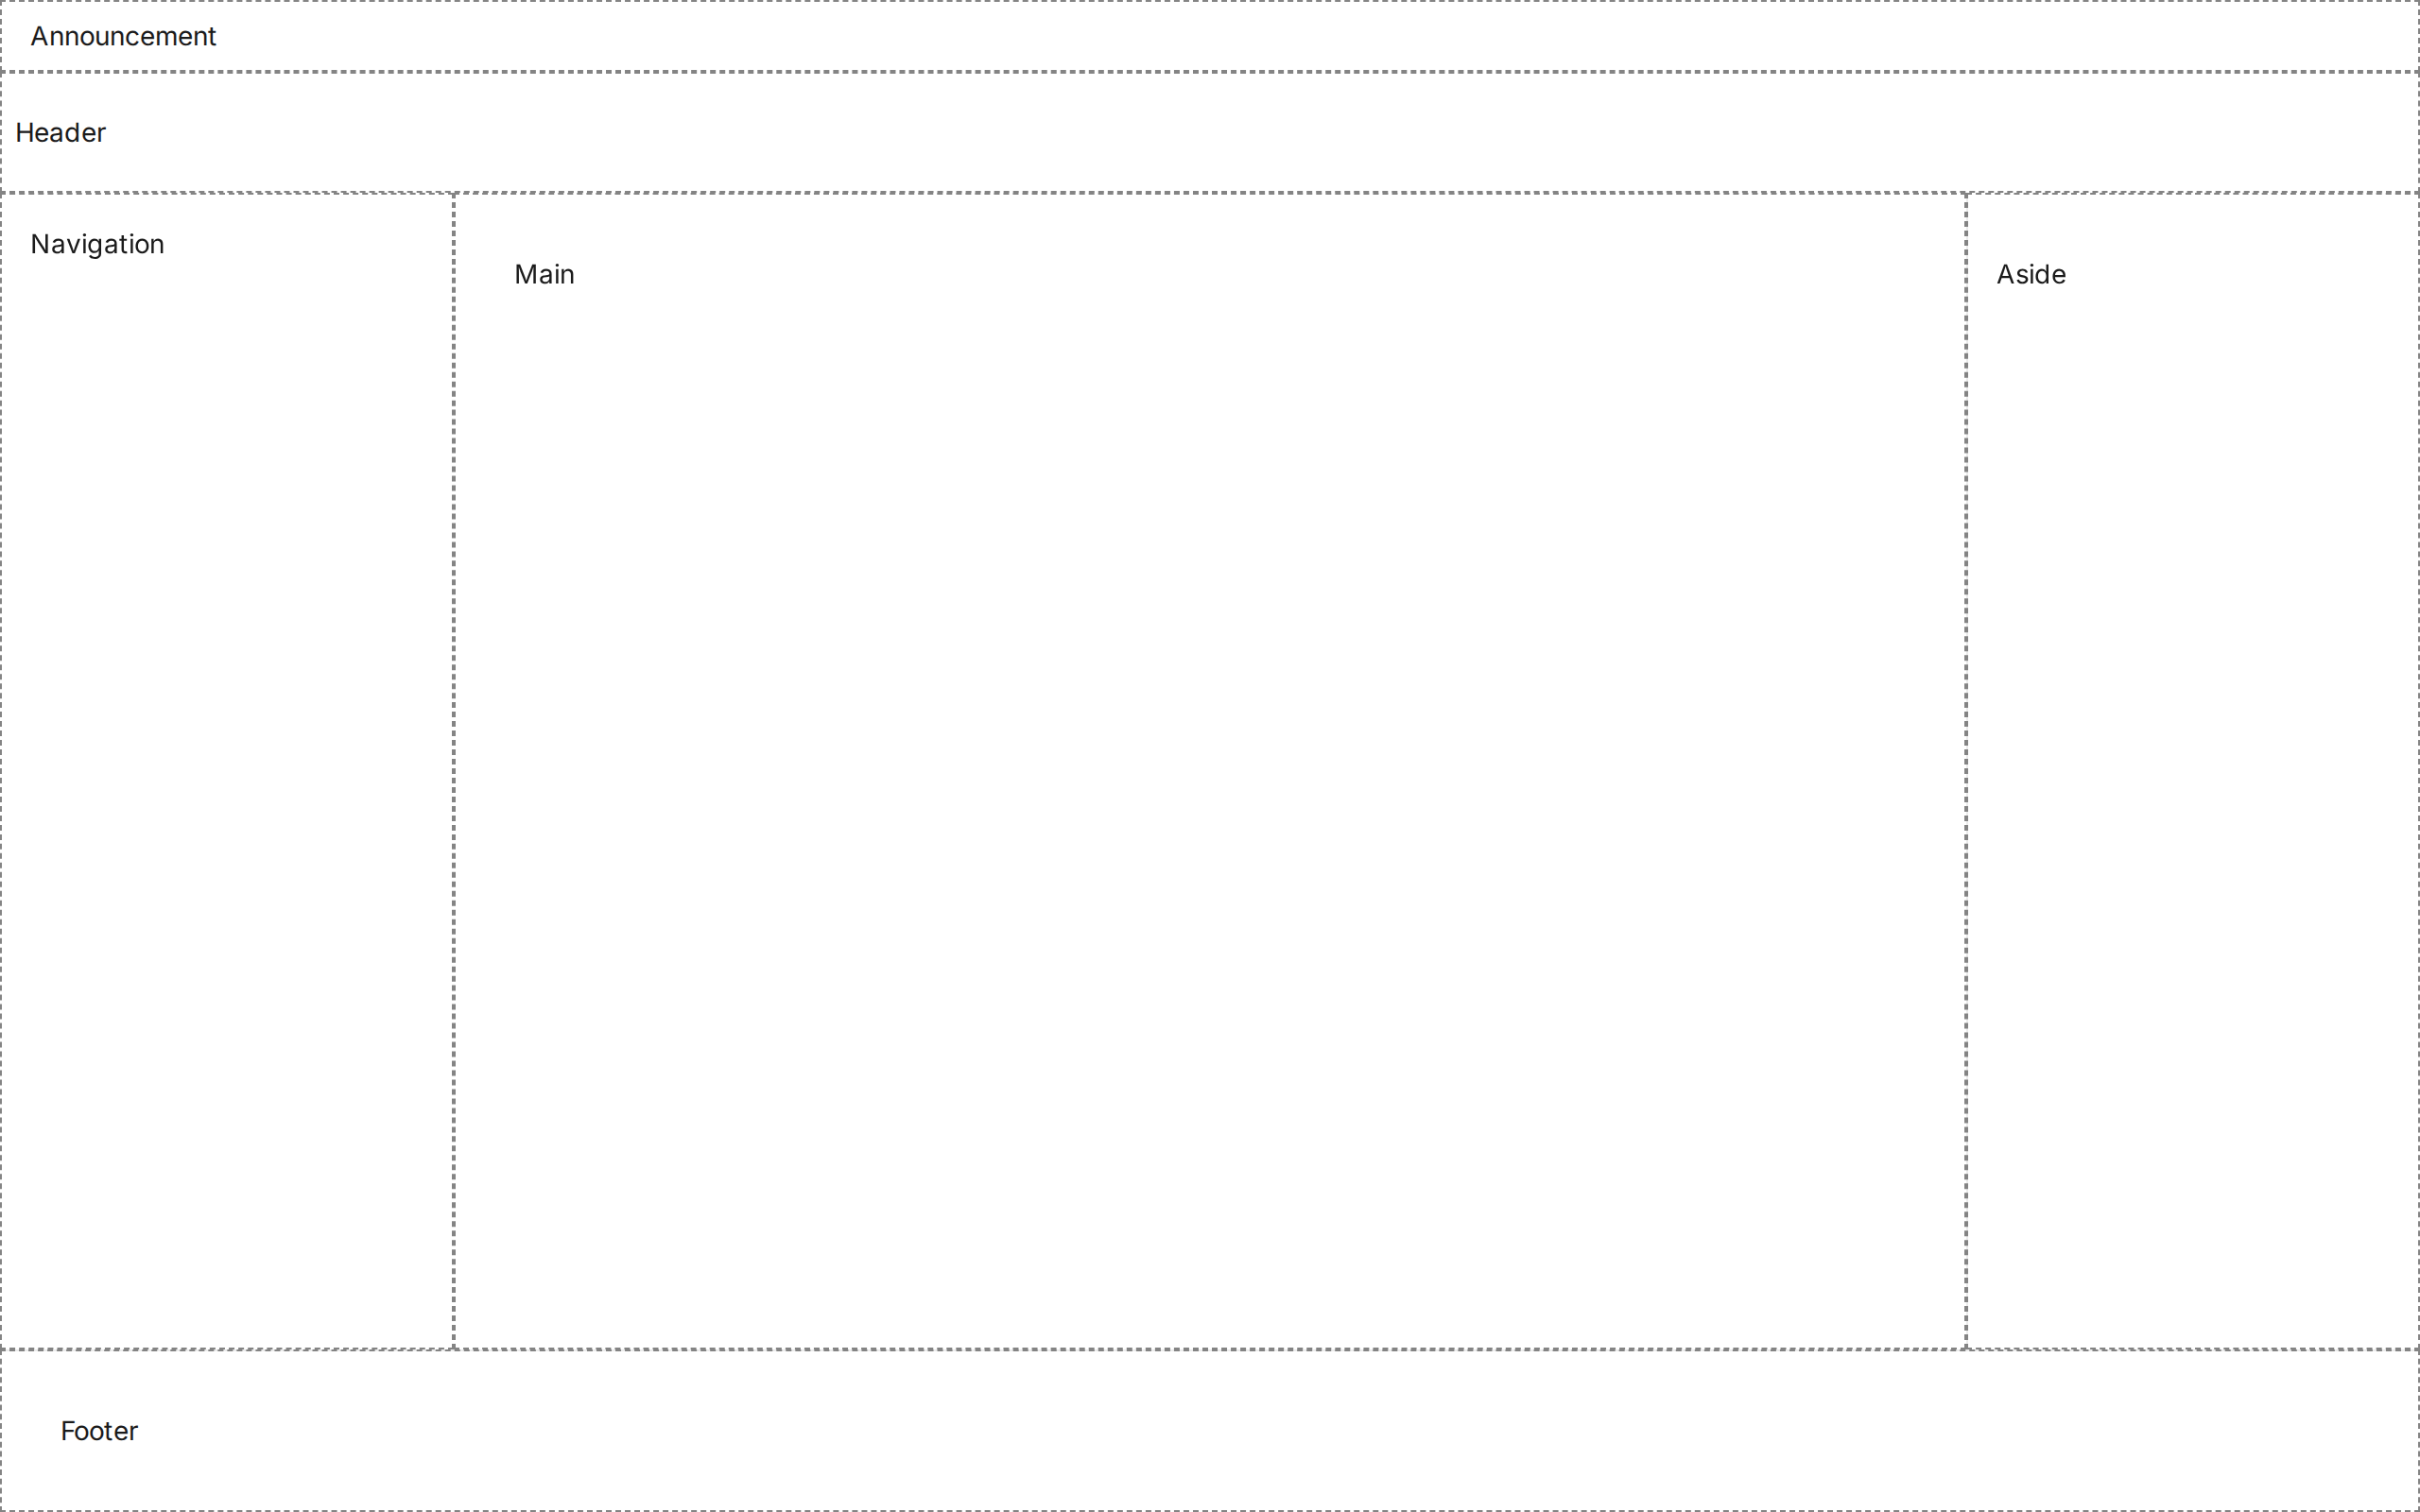 Announcement
Header
Navigation
Main
Aside
Footer